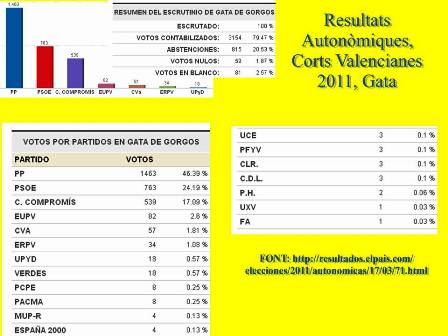 1.463
763
539
82
57
34
18
PP PSOE C. COMPROMÍS EUPV CVa ERPV UPyD
RESUMEN DEL ESCRUTINIO DE GATA DE GORGOS
ESCRUTADO: 100 %
VOTOS CONTABILIZADOS: 3154 79.47 %
ABSTENCIONES: 815 20.53 %
VOTOS NULOS: 59 1.87 %
VOTOS EN BLANCO: 81 2.57 %
Resultats
Autonòmiques,
Corts Valencianes
2011, Gata
VOTOS POR PARTIDOS EN GATA DE GORGOS
PARTIDO VOTOS
PP 1463 46.39 %
PSOE 763 24.19 %
C. COMPROMÍS 539 17.09 %
EUPV 82 2.6 %
CVA 57 1.81 %
ERPV 34 1.08 %
UPYD 18 0.57 %
VERDES 18 0.57 %
PCPE 8 0.25 %
PACMA 8 0.25 %
MUP-R 4 0.13 %
ESPAÑA 2000 4 0.13 %
UCE 3 0.1 %
PFYV 3 0.1 %
CLR. 3 0.1 %
C.D.L. 3 0.1 %
P.H. 2 0.06 %
UXV 1 0.03 %
FA 1 0.03 %
FONT: http://resultados.elpais.com/
elecciones/2011/autonomicas/17/03/71.html